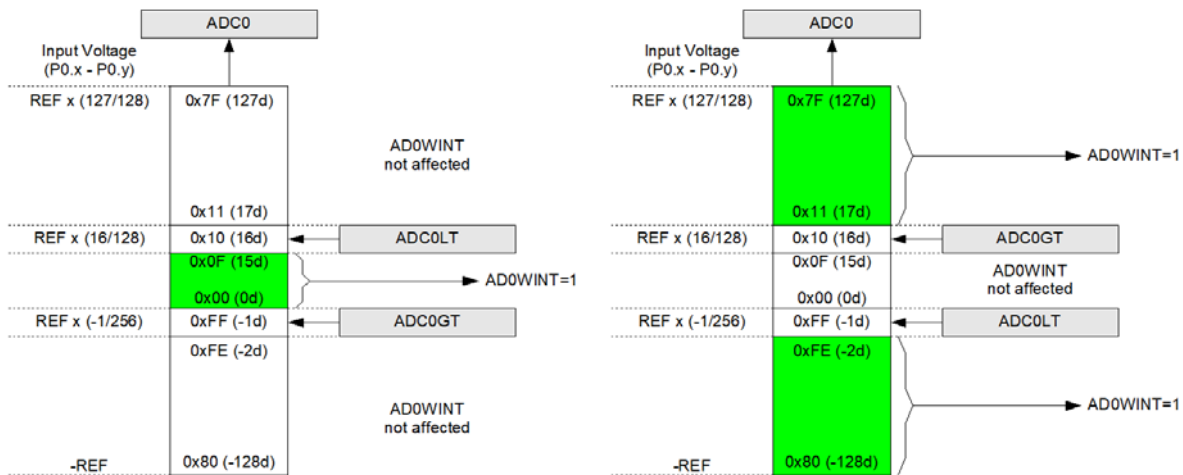 ADC0
Input Voltage
(P0.x - P0.y)
REF x (127/128)
0x7F (127d)
AD0WINT
not affected
0x11 (17d)
REF x (16/128)
0x10 (16d)
ADC0LT
0x0F (15d)
AD0WINT=1
0x00 (0d)
REF x (-1/256)
0xFF (-1d)
ADC0GT
0xFE (-2d)
AD0WINT
not affected
0x80 (-128d)
-REF
ADC0
Input Voltage
(P0.x - P0.y)
REF x (127/128)
0x7F (127d)
AD0WINT=1
0x11 (17d)
REF x (16/128)
0x10 (16d)
ADC0GT
0x0F (15d)
AD0WINT
not affected
0x00 (0d)
REF x (-1/256)
0xFF (-1d)
ADC0LT
0xFE (-2d)
AD0WINT=1
0x80 (-128d)
-REF